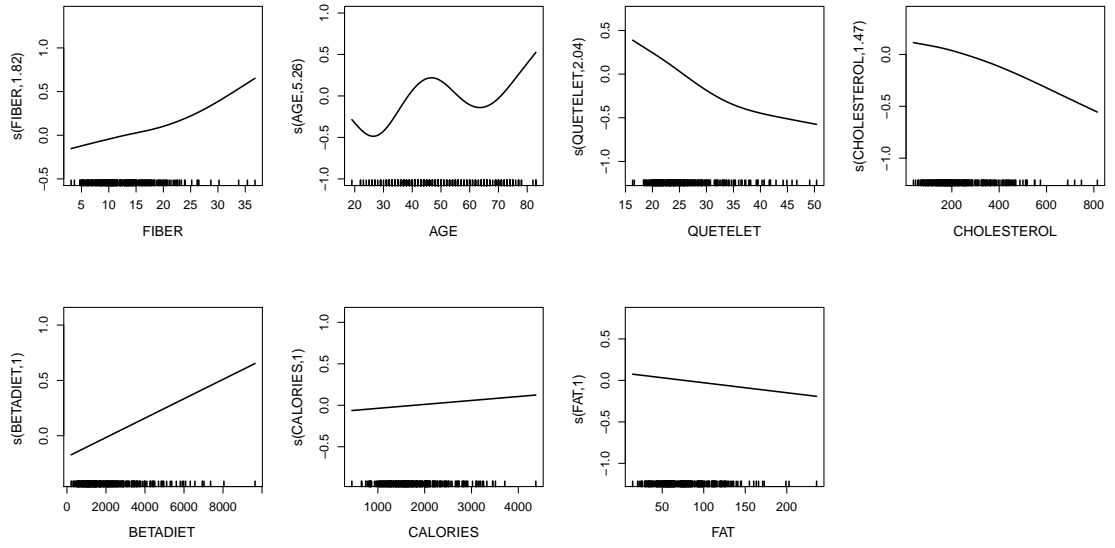 s(FIBER,1.82)
−0.5 0.0 0.5 1.0
5 10 15 20 25 30 35
FIBER
s(AGE,5.26)
−1.0 −0.5 0.0 0.5 1.0
20 30 40 50 60 70 80
AGE
s(QUETELET,2.04)
−1.0 −0.5 0.0 0.5
15 20 25 30 35 40 45 50
QUETELET
s(CHOLESTEROL,1.47)
−1.0 −0.5 0.0
200 400 600 800
CHOLESTEROL
s(BETADIET,1)
0.0 0.5 1.0
0 2000 4000 6000 8000
BETADIET
s(CALORIES,1)
−0.5 0.0 0.5 1.0
1000 2000 3000 4000
CALORIES
s(FAT,1)
−1.0 −0.5 0.0 0.5
50 100 150 200
FAT